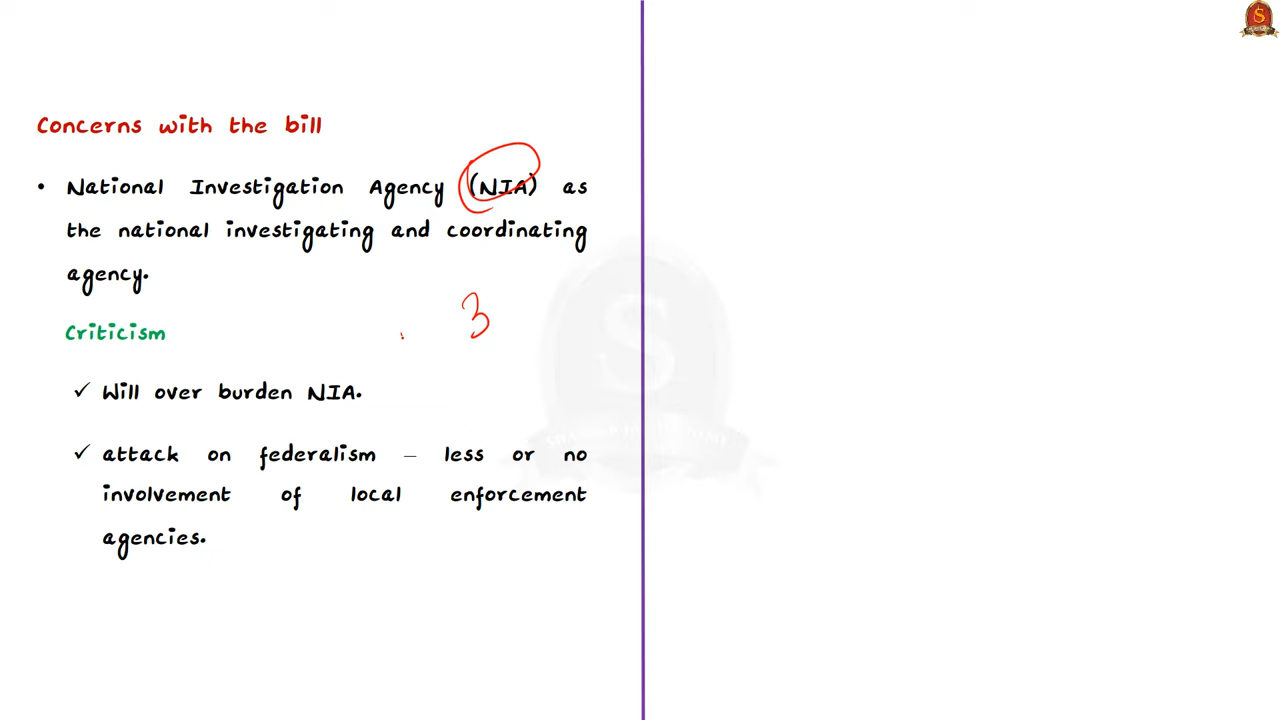 Concerns with the bill
• National Investigation Agency (NIA) as
the national investigating and coordinating
agency.
3
Criticism
✓ Will over burden NIA.
✓ attack on federalism – less or no
involvement of local enforcement
agencies.
S